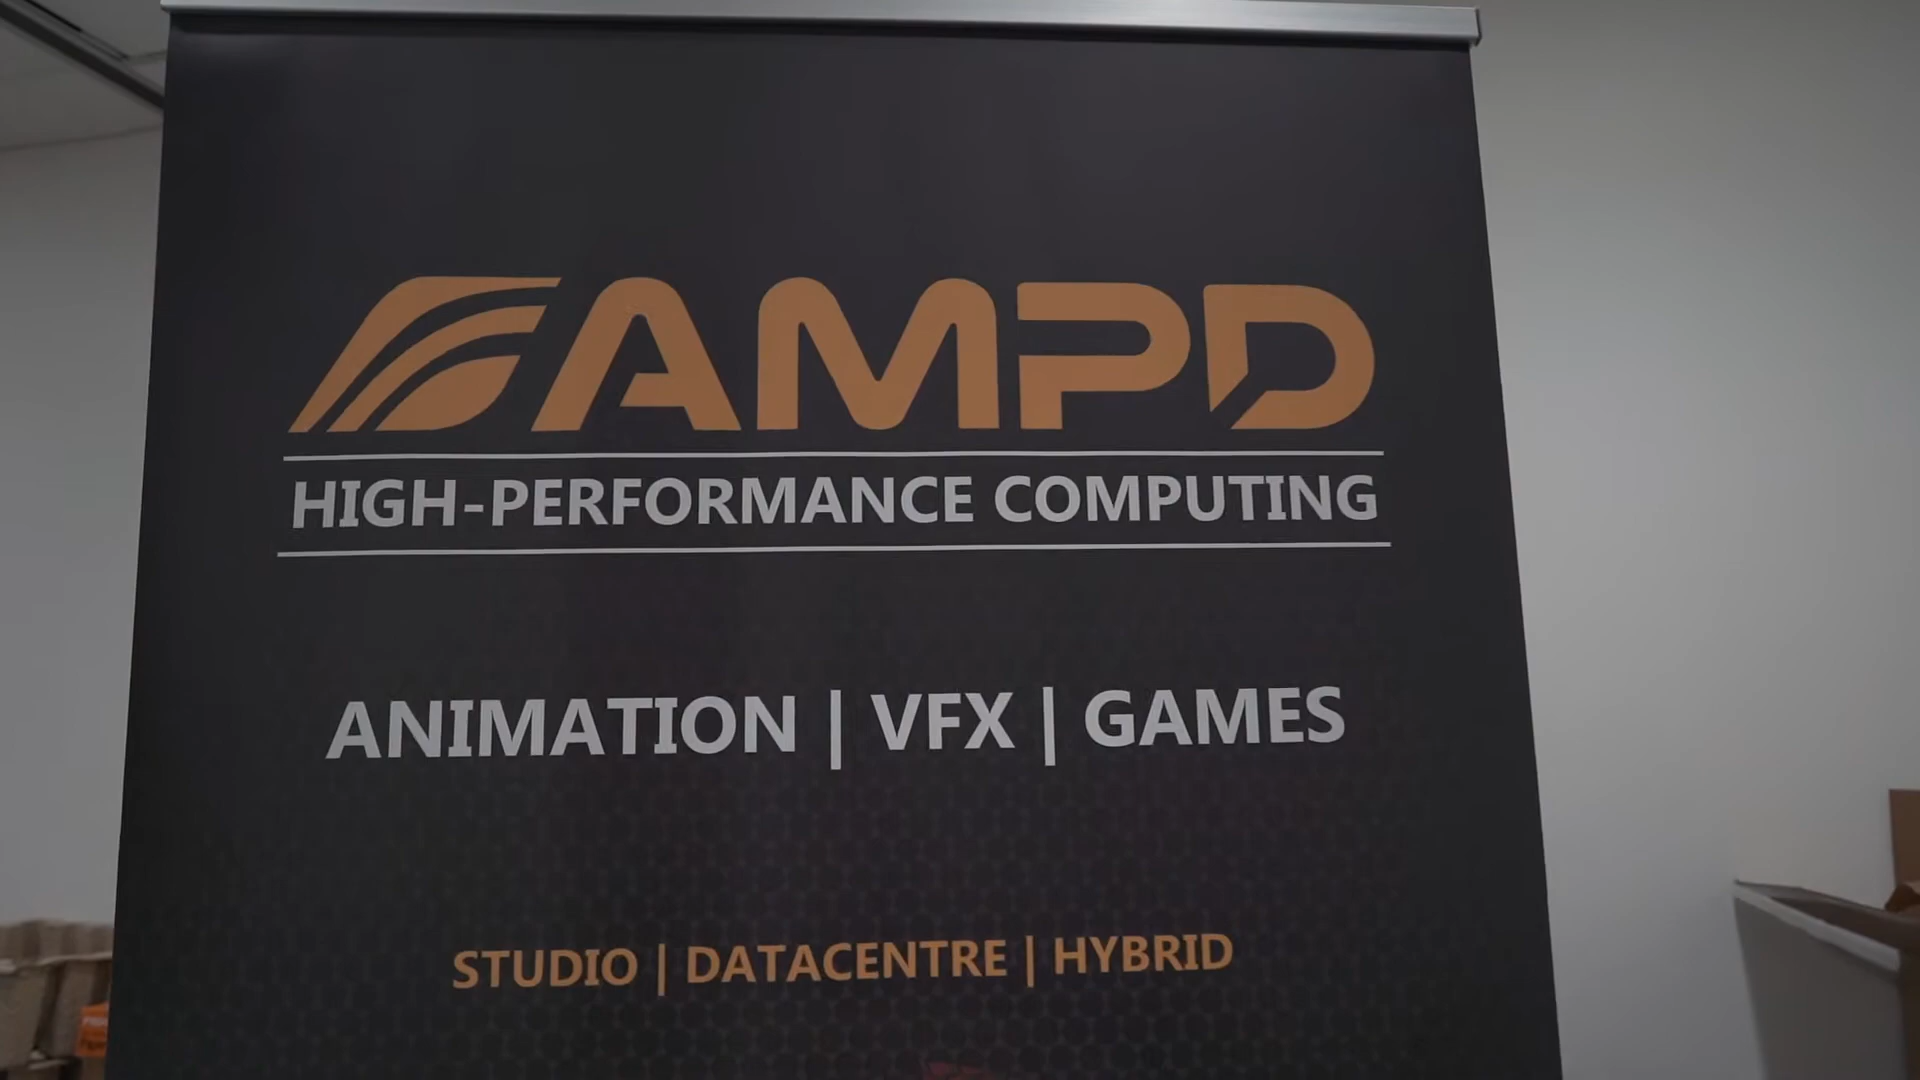 AMPD
HIGH-PERFORMANCE COMPUTING
ANIMATION | VFX | GAMES
STUDIO | DATACENTRE | HYBRID